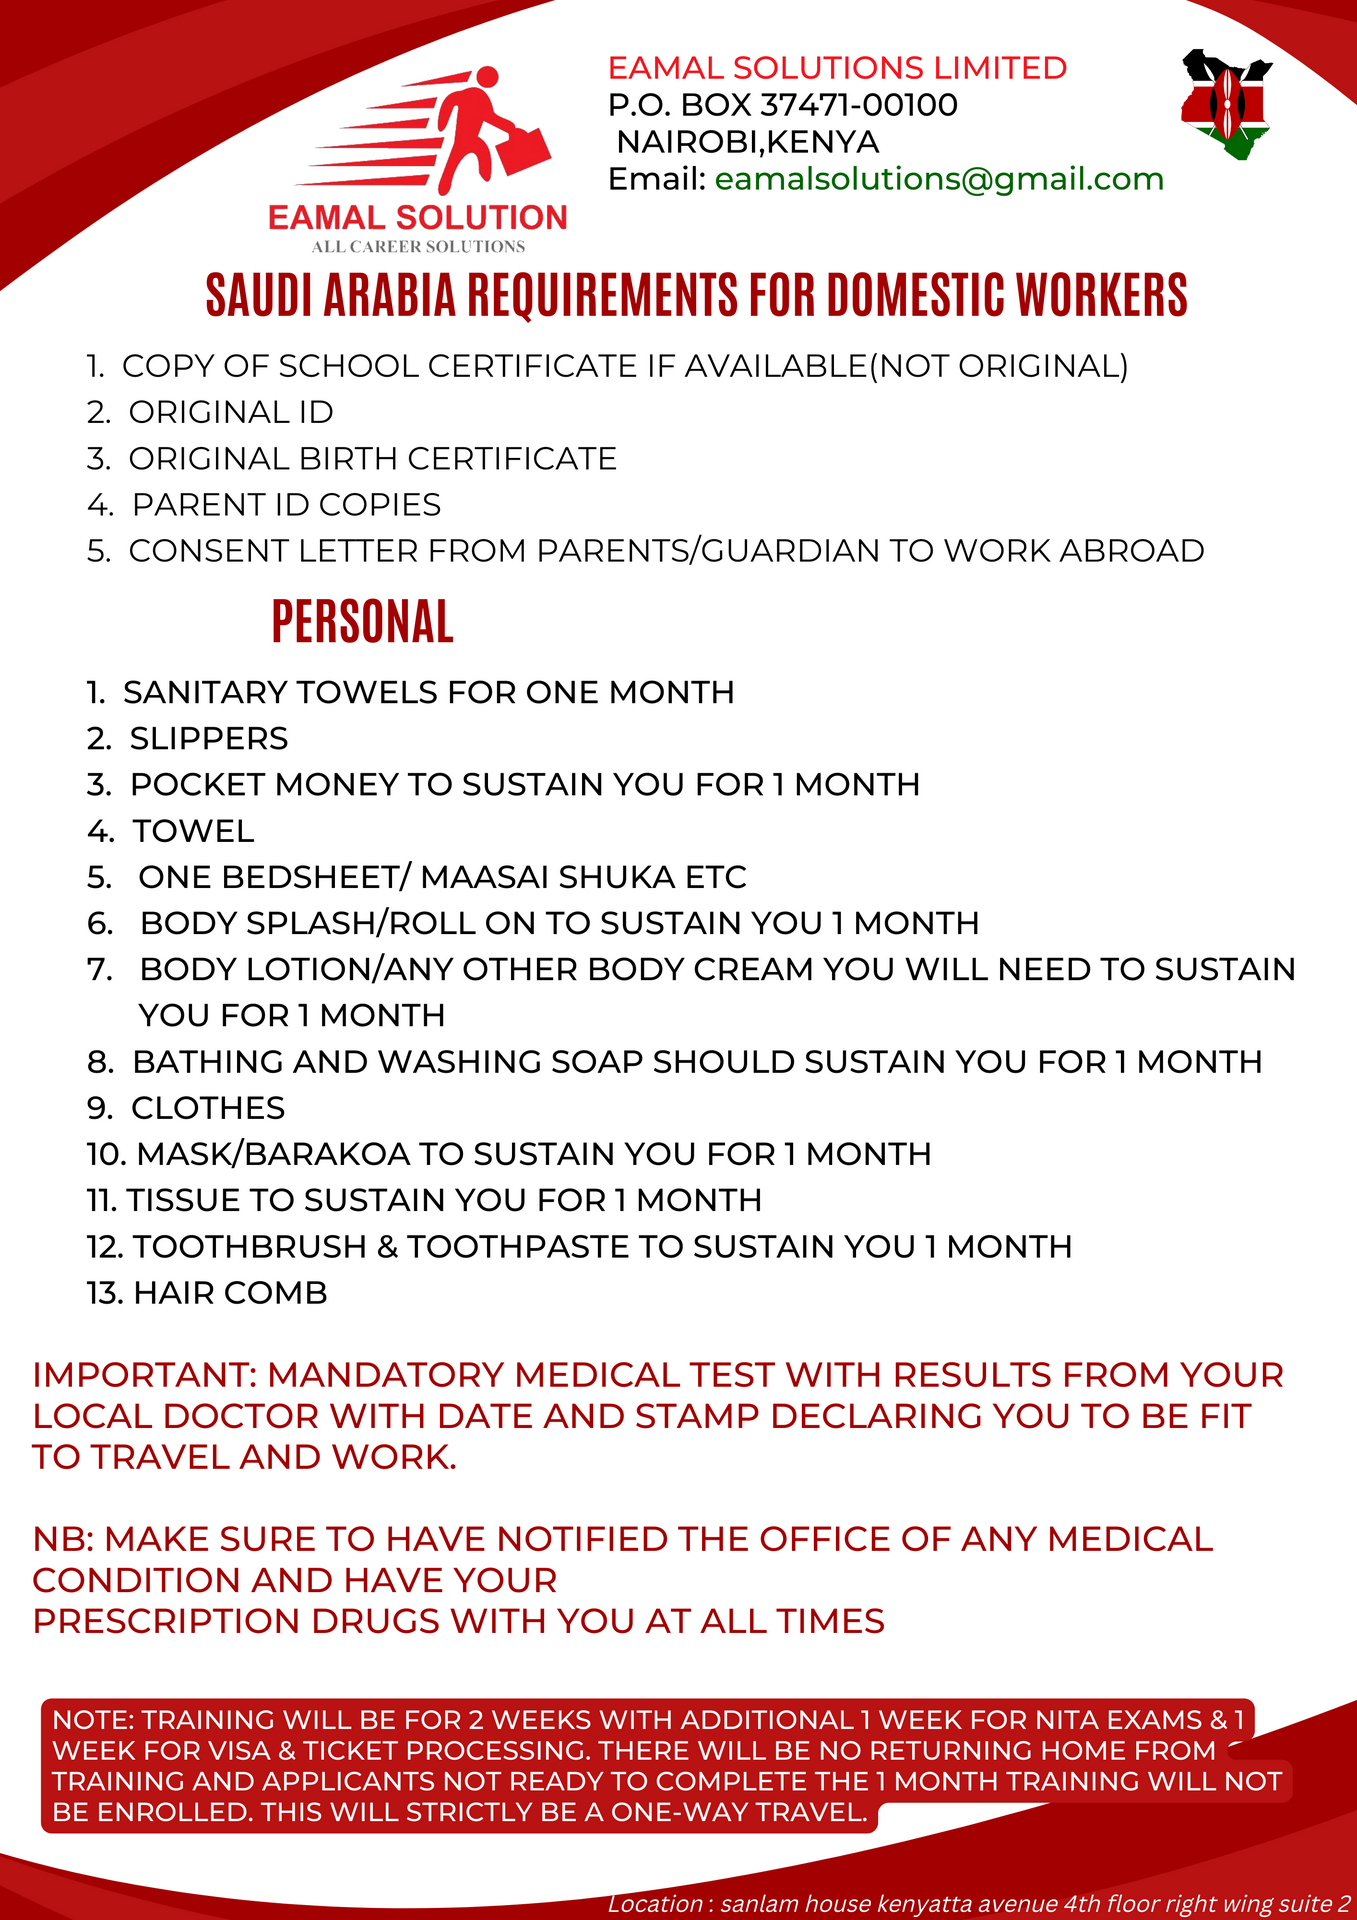 EAMAL SOLUTION
ALL CAREER SOLUTIONS
EAMAL SOLUTIONS LIMITED
P.O. BOX 37471-00100
NAIROBI,KENYA
Email: eamalsolutions@gmail.com
SAUDI ARABIA REQUIREMENTS FOR DOMESTIC WORKERS
1. COPY OF SCHOOL CERTIFICATE IF AVAILABLE(NOT ORIGINAL)
2. ORIGINAL ID
3. ORIGINAL BIRTH CERTIFICATE
4. PARENT ID COPIES
5. CONSENT LETTER FROM PARENTS/GUARDIAN TO WORK ABROAD
PERSONAL
1. SANITARY TOWELS FOR ONE MONTH
2. SLIPPERS
3. POCKET MONEY TO SUSTAIN YOU FOR 1 MONTH
4. TOWEL
5. ONE BEDSHEET/ MAASAI SHUKA ETC
6. BODY SPLASH/ROLL ON TO SUSTAIN YOU 1 MONTH
7. BODY LOTION/ANY OTHER BODY CREAM YOU WILL NEED TO SUSTAIN
YOU FOR 1 MONTH
8. BATHING AND WASHING SOAP SHOULD SUSTAIN YOU FOR 1 MONTH
9. CLOTHES
10. MASK/BARAKOA TO SUSTAIN YOU FOR 1 MONTH
11. TISSUE TO SUSTAIN YOU FOR 1 MONTH
12. TOOTHBRUSH & TOOTHPASTE TO SUSTAIN YOU 1 MONTH
13. HAIR COMB
IMPORTANT: MANDATORY MEDICAL TEST WITH RESULTS FROM YOUR
LOCAL DOCTOR WITH DATE AND STAMP DECLARING YOU TO BE FIT
TO TRAVEL AND WORK.
NB: MAKE SURE TO HAVE NOTIFIED THE OFFICE OF ANY MEDICAL
CONDITION AND HAVE YOUR
PRESCRIPTION DRUGS WITH YOU AT ALL TIMES
NOTE: TRAINING WILL BE FOR 2 WEEKS WITH ADDITIONAL 1 WEEK FOR NITA EXAMS & 1
WEEK FOR VISA & TICKET PROCESSING. THERE WILL BE NO RETURNING HOME FROM
TRAINING AND APPLICANTS NOT READY TO COMPLETE THE 1 MONTH TRAINING WILL NOT
BE ENROLLED. THIS WILL STRICTLY BE A ONE-WAY TRAVEL.
Location : sanlam house kenyatta avenue 4th floor right wing suite 2